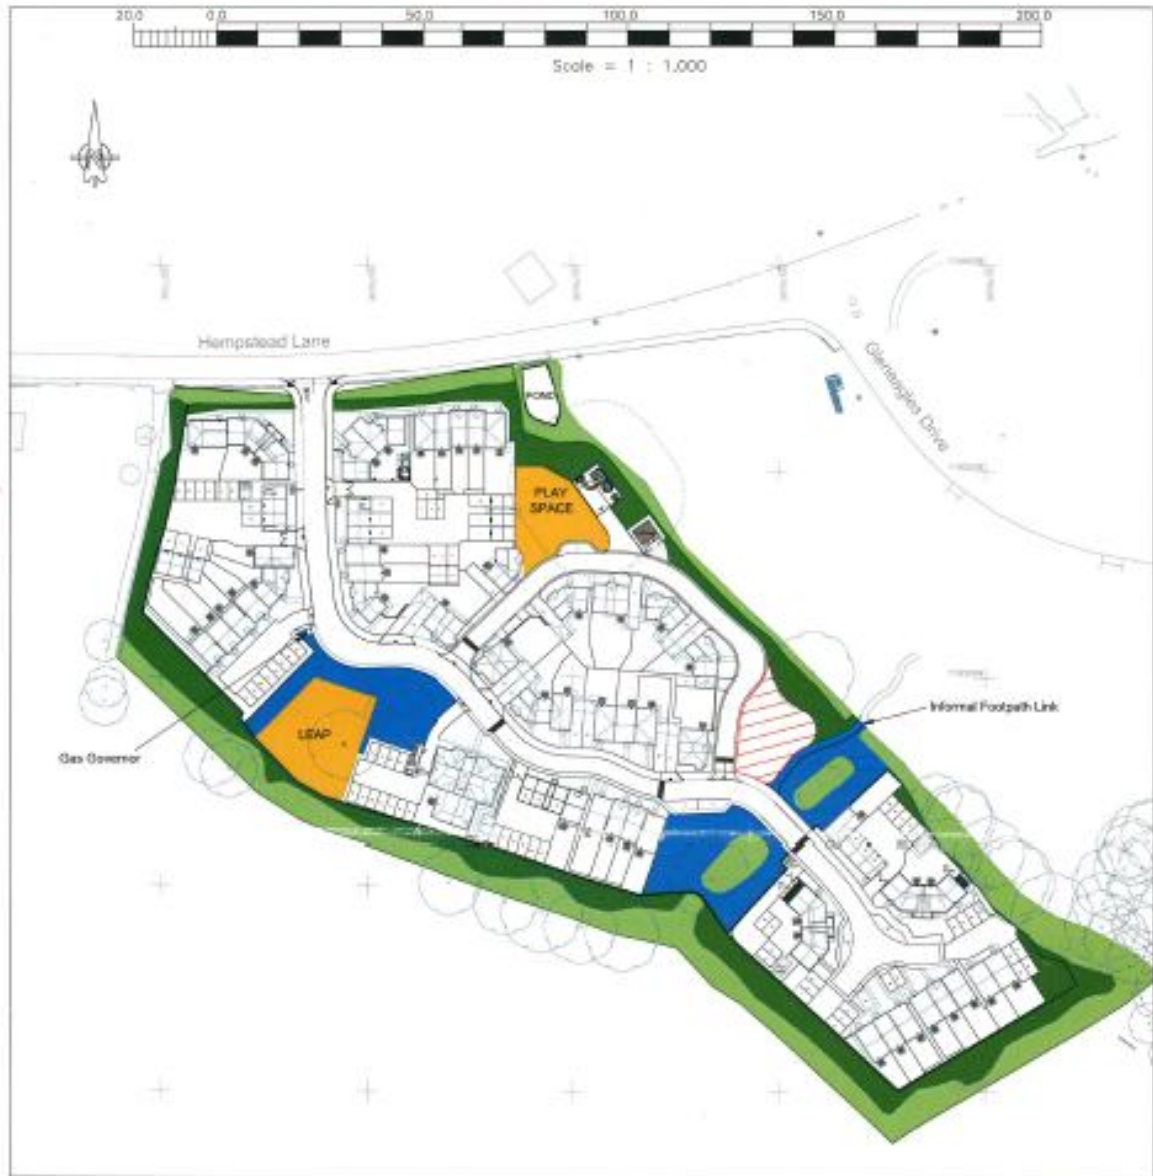 20.0 0.0 50.0 100.0 150.0 200.0
Scale = 1 : 1,000
Hempstead Lane
Gleneagles Drive
POND
PLAY
SPACE
Informal Footpath Link
LEAP
Gas Governor